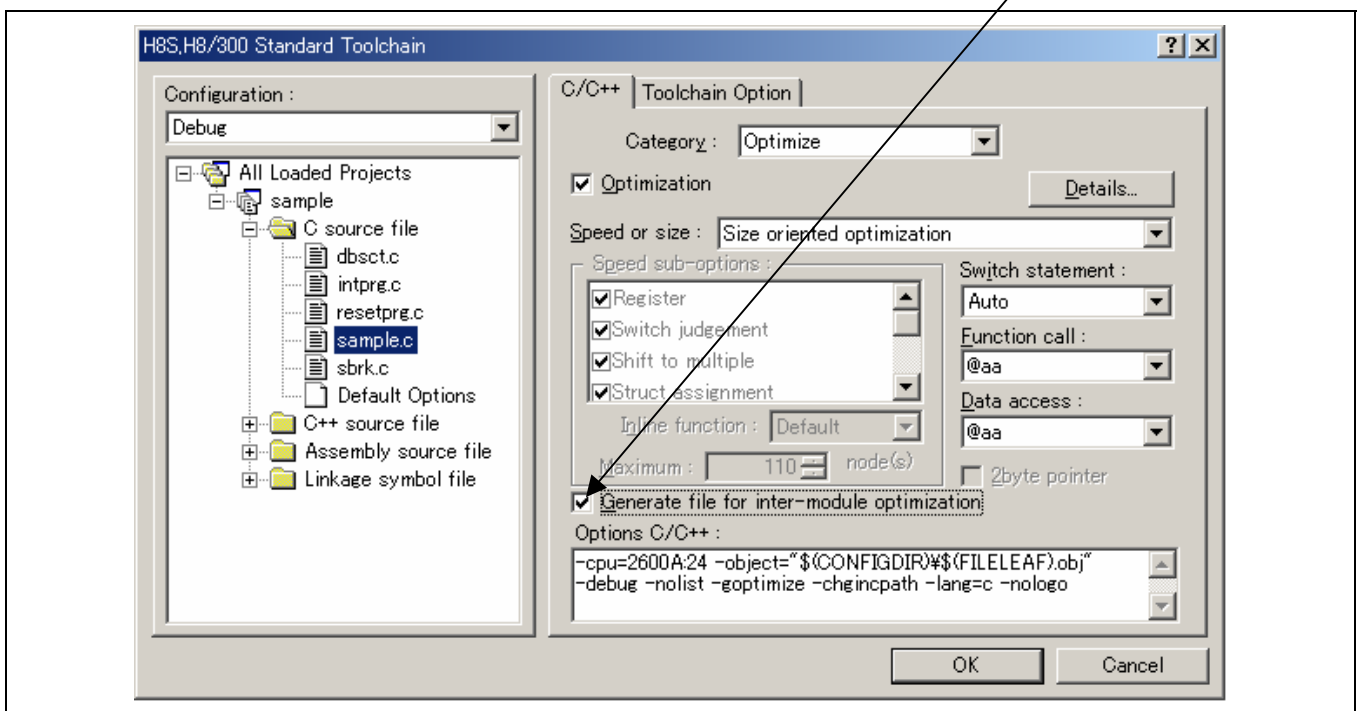 H8S,H8/300 Standard Toolchain
Configuration :
Debug
All Loaded Projects
sample
C source file
dbsct.c
intprg.c
resetprg.c
sample.c
sbrk.c
Default Options
C++ source file
Assembly source file
Linkage symbol file
C/C++
Toolchain Option
Category : Optimize
Optimization
Details...
Speed or size : Size oriented optimization
Speed sub-options :
Register
Switch judgement
Shift to multiple
Struct assignment
Inline function : Default
Maximum : 110 node(s)
Switch statement :
Auto
Function call :
@aa
Data access :
@aa
2byte pointer
Generate file for inter-module optimization
Options C/C++ :
-cpu=2600A:24 -object="$(CONFIGDIR)¥$(FILELEAF).obj"
-debug -nolist -goptimize -chgincpath -lang=c -nologo
OK
Cancel